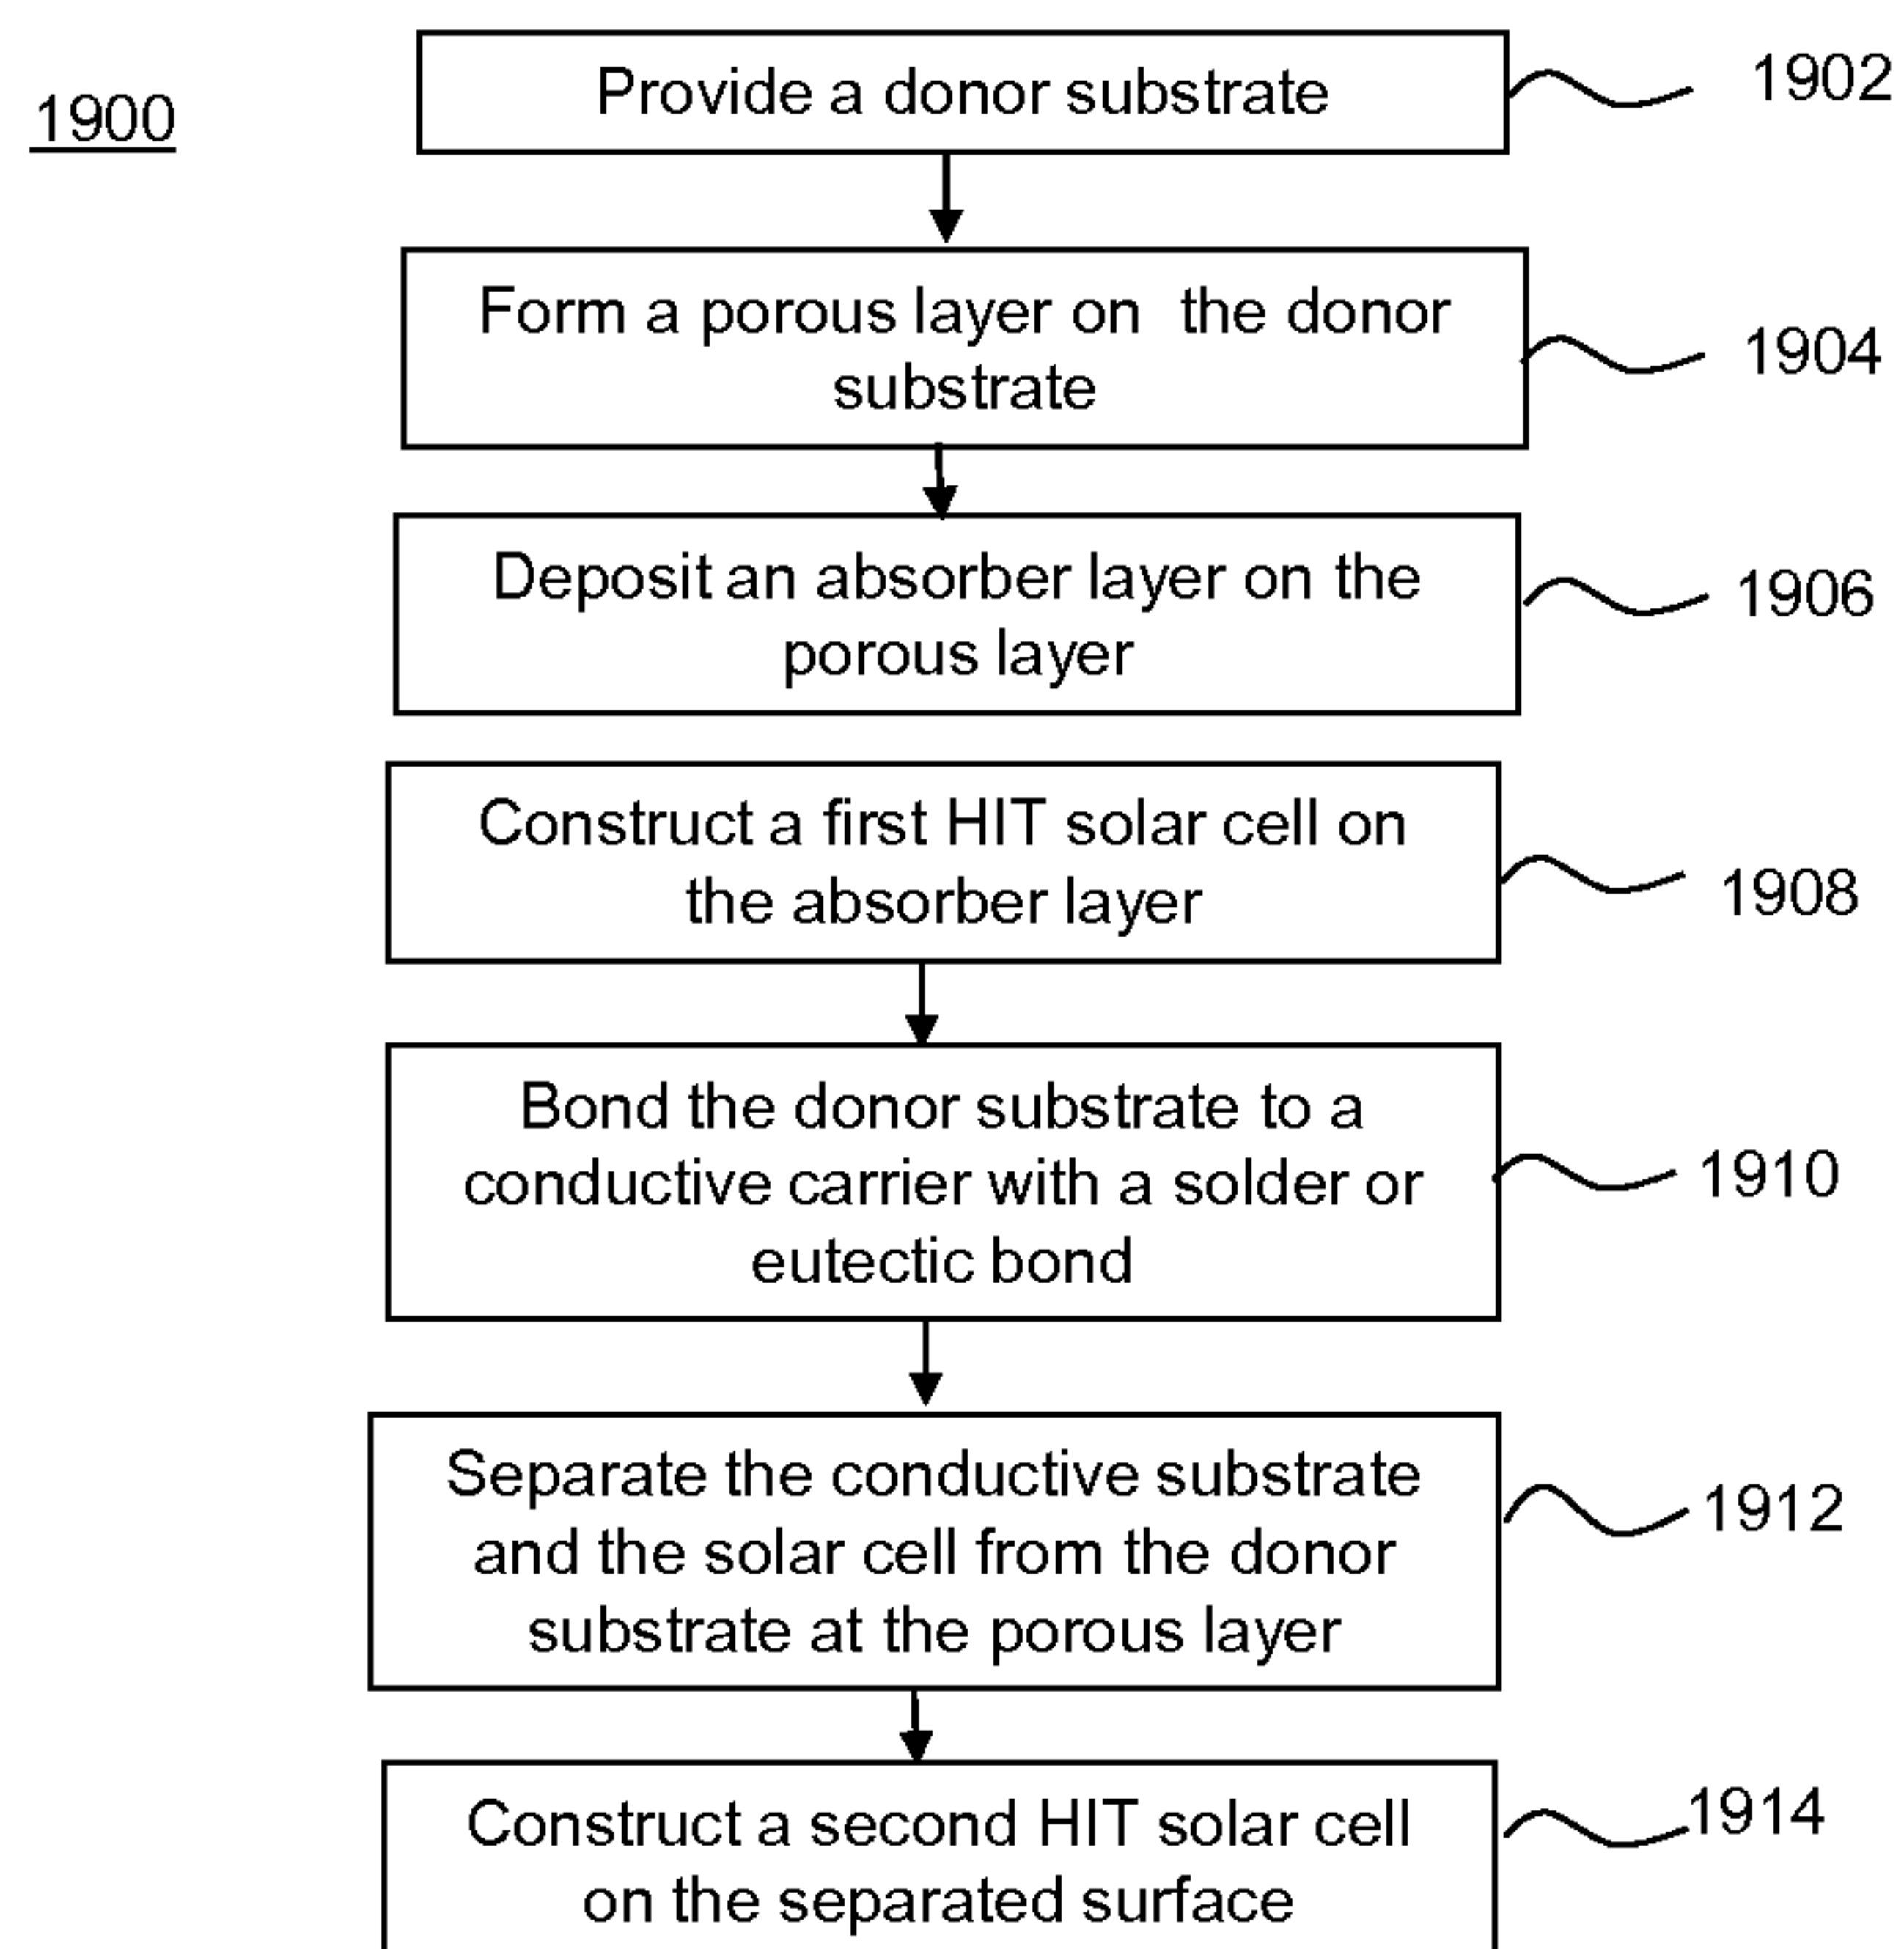 1900
Provide a donor substrate
1902
Form a porous layer on the donor
substrate
1904
Deposit an absorber layer on the
porous layer
1906
Construct a first HIT solar cell on
the absorber layer
1908
Bond the donor substrate to a
conductive carrier with a solder or
eutectic bond
1910
Separate the conductive substrate
and the solar cell from the donor
substrate at the porous layer
1912
Construct a second HIT solar cell
on the separated surface
1914